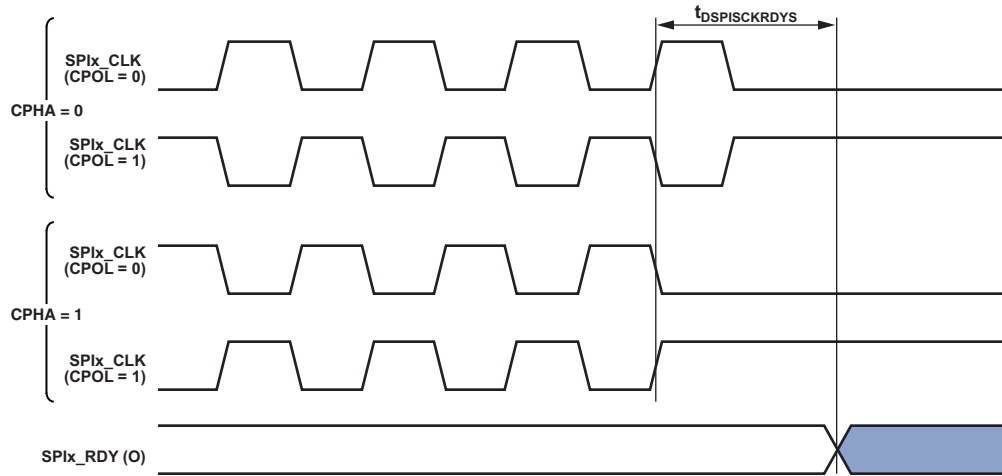 tDSPISCKRDYS
SPIx_CLK
(CPOL = 0)
CPHA = 0
SPIx_CLK
(CPOL = 1)
SPIx_CLK
(CPOL = 0)
CPHA = 1
SPIx_CLK
(CPOL = 1)
SPIx_RDY (O)